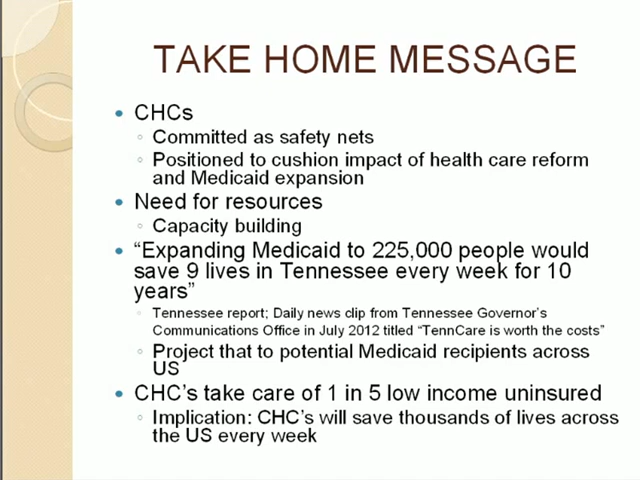 TAKE HOME MESSAGE
• CHCs
◦ Committed as safety nets
◦ Positioned to cushion impact of health care reform
and Medicaid expansion
• Need for resources
◦ Capacity building
• “Expanding Medicaid to 225,000 people would
save 9 lives in Tennessee every week for 10
years”
◦ Tennessee report; Daily news clip from Tennessee Governor’s
Communications Office in July 2012 titled “TennCare is worth the costs”
◦ Project that to potential Medicaid recipients across
US
• CHC’s take care of 1 in 5 low income uninsured
◦ Implication: CHC’s will save thousands of lives across
the US every week